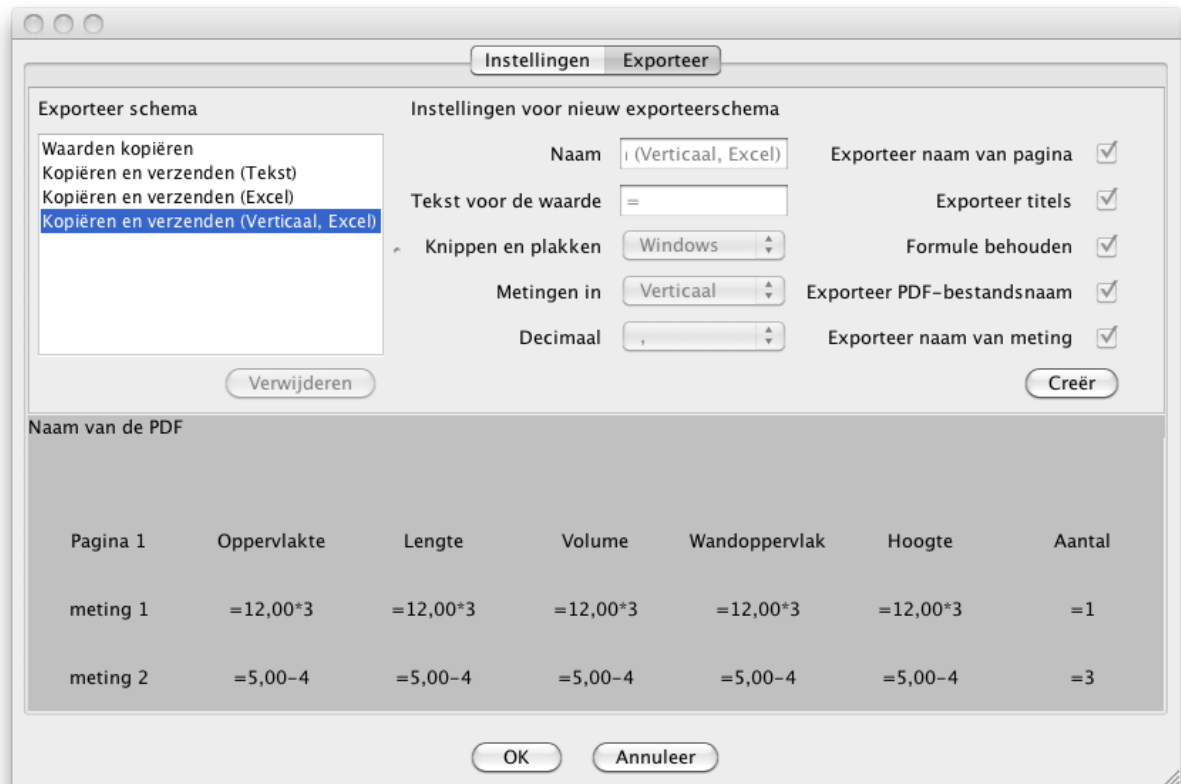 Instellingen Exporteer
Exporteer schema
Waarden kopiëren
Kopiëren en verzenden (Tekst)
Kopiëren en verzenden (Excel)
Kopiëren en verzenden (Verticaal, Excel)
Verwijderen
Instellingen voor nieuw exporteerschema
Naam (Verticaal, Excel) Exporteer naam van pagina
Tekst voor de waarde = Exporteer titels
Knippen en plakken Windows Formule behouden
Metingen in Verticaal Exporteer PDF-bestandsnaam
Decimaal , Exporteer naam van meting
Creër
Naam van de PDF
Pagina 1 Oppervlakte Lengte Volume Wandoppervlak Hoogte Aantal
meting 1 =12,00*3 =12,00*3 =12,00*3 =12,00*3 =12,00*3 =1
meting 2 =5,00-4 =5,00-4 =5,00-4 =5,00-4 =5,00-4 =3
OK Annuleer